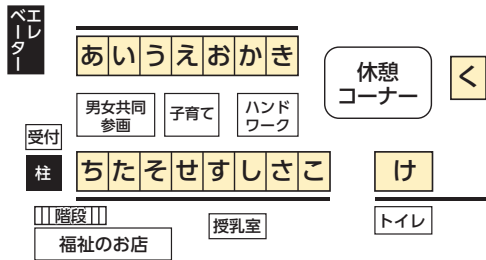 エレベーター
あいうえおかき
休憩
コーナー
く
男女共同
参画
子育て
ハンド
ワーク
受付
柱
ちたそせすしさこ
け
階段
授乳室
トイレ
福祉のお店